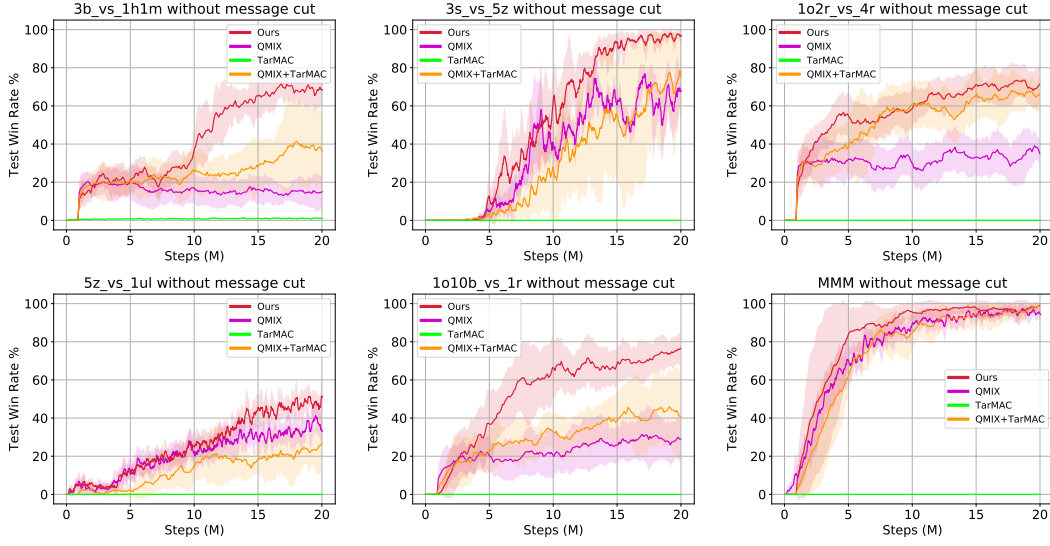 3b_vs_1h1m without message cut
Test Win Rate %
100
80
60
40
20
0
Ours
QMIX
TarMAC
QMIX+TarMAC
0 5 10 15 20
Steps (M)
3s_vs_5z without message cut
Test Win Rate %
100
80
60
40
20
0
Ours
QMIX
TarMAC
QMIX+TarMAC
0 5 10 15 20
Steps (M)
1o2r_vs_4r without message cut
Test Win Rate %
100
80
60
40
20
0
Ours
QMIX
TarMAC
QMIX+TarMAC
0 5 10 15 20
Steps (M)
5z_vs_1ul without message cut
Test Win Rate %
100
80
60
40
20
0
Ours
QMIX
TarMAC
QMIX+TarMAC
0 5 10 15 20
Steps (M)
1o10b_vs_1r without message cut
Test Win Rate %
100
80
60
40
20
0
Ours
QMIX
TarMAC
QMIX+TarMAC
0 5 10 15 20
Steps (M)
MMM without message cut
Test Win Rate %
100
80
60
40
20
0
Ours
QMIX
TarMAC
QMIX+TarMAC
0 5 10 15 20
Steps (M)